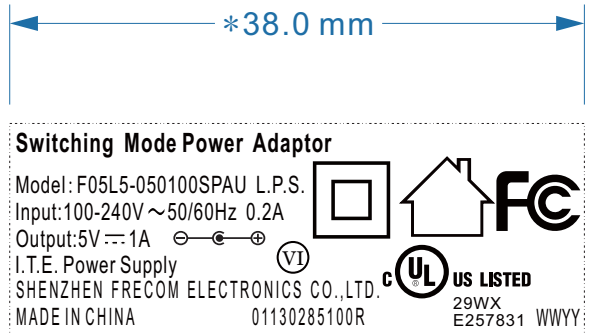 *38.0 mm
Switching Mode Power Adaptor
Model: F05L5-050100SPAU L.P.S.
Input:100-240V ~ 50/60Hz 0.2A
Output:5V ⎓ 1A
VI
I.T.E. Power Supply
SHENZHEN FRECOM ELECTRONICS CO.,LTD.
MADE IN CHINA 01130285100R
FC
C UL ® US LISTED
29WX
E257831 WWYY